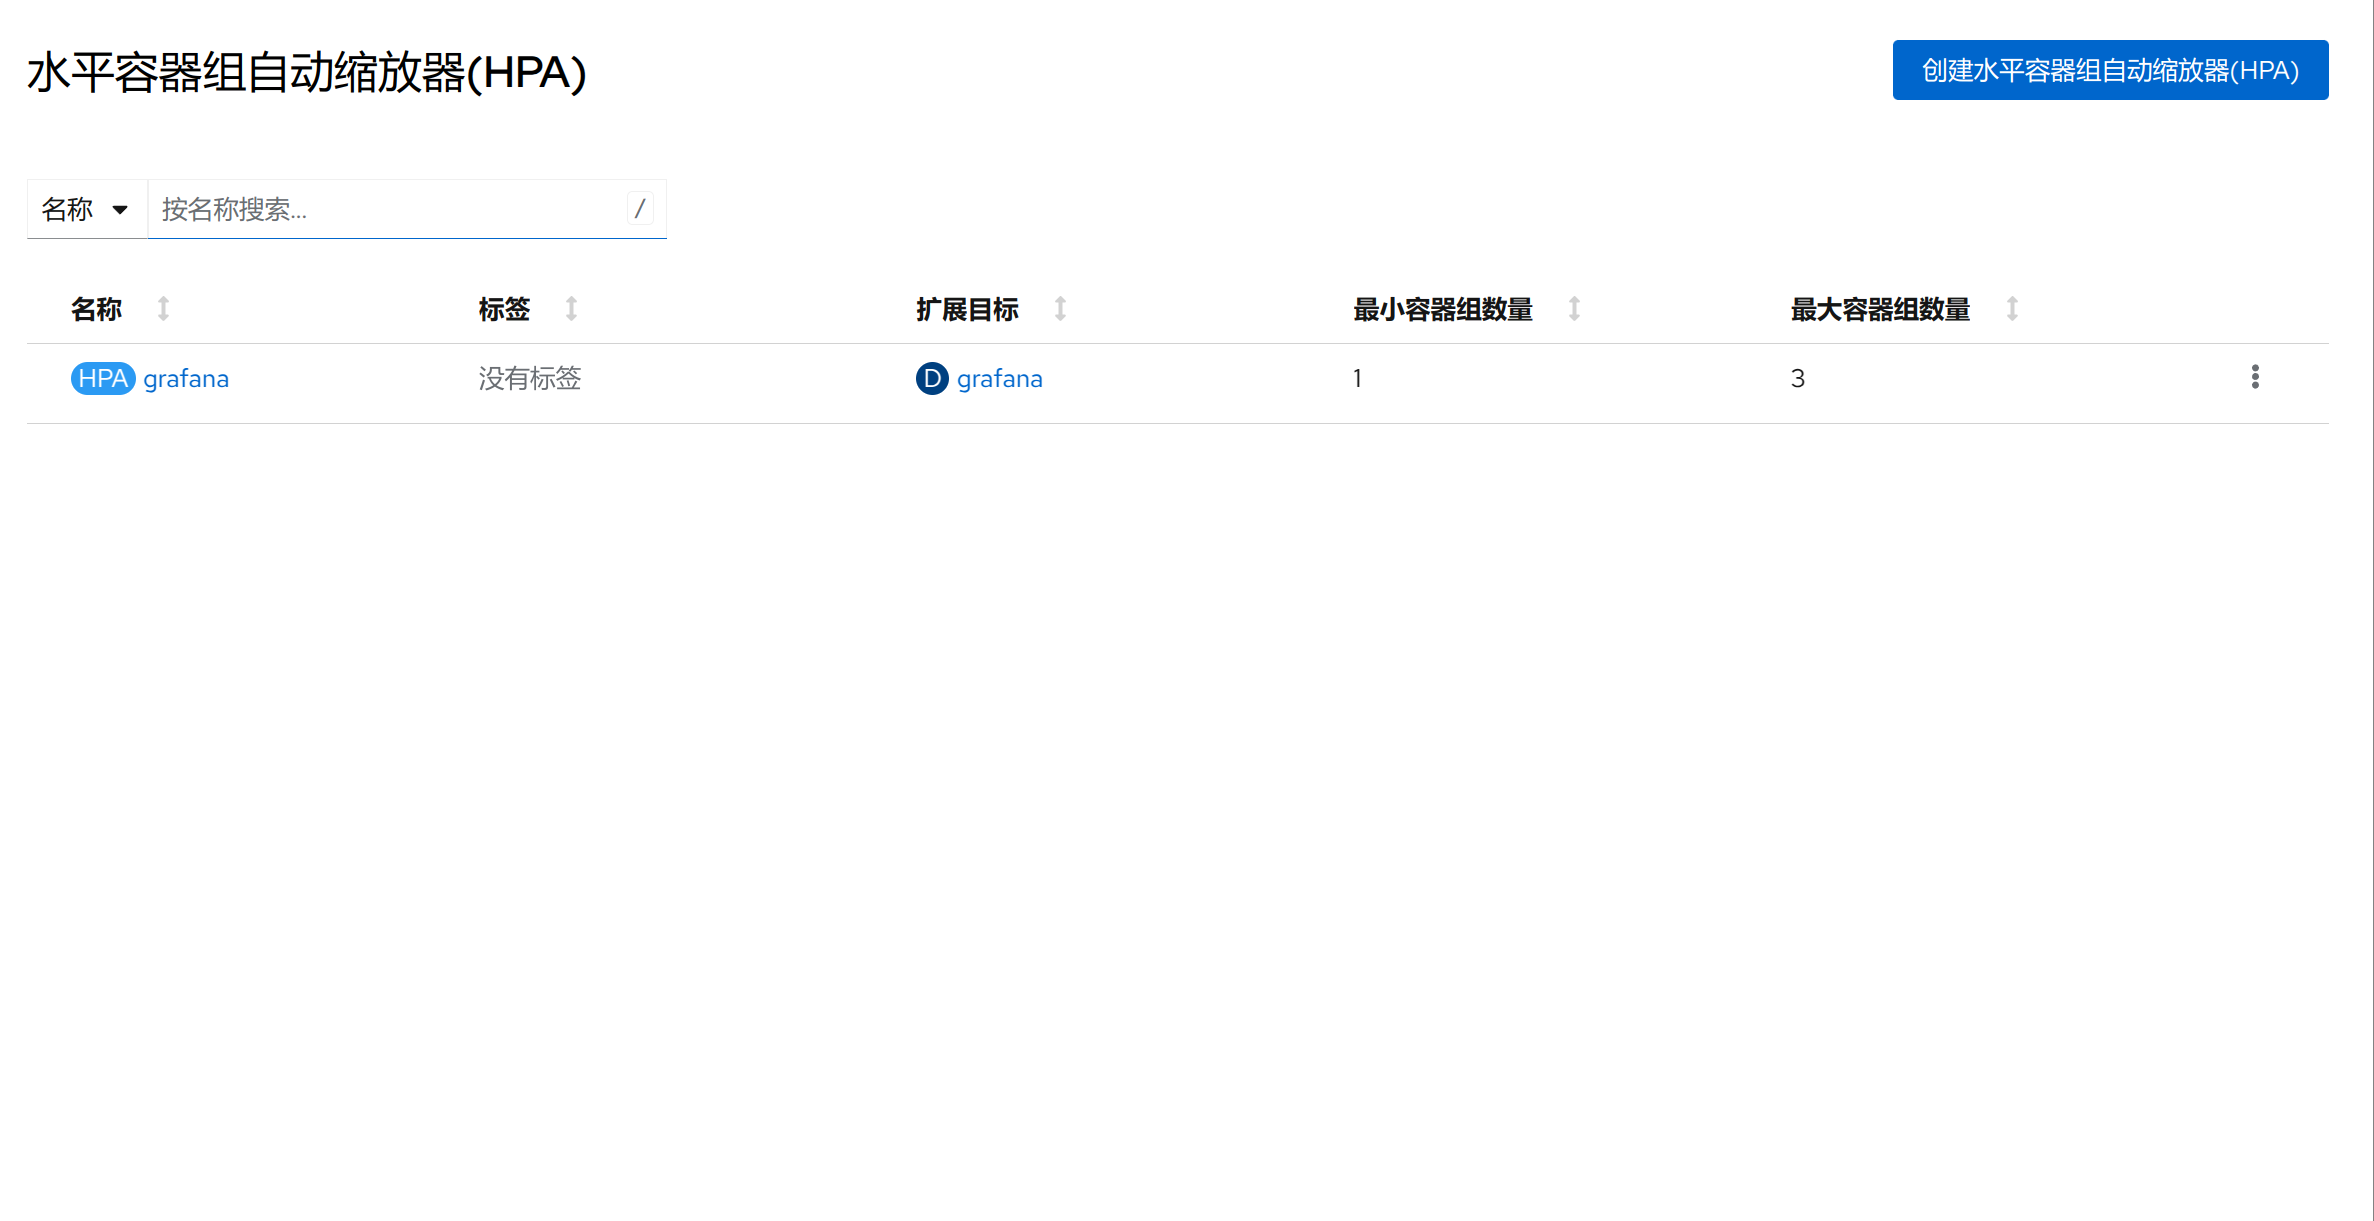 水平容器组自动缩放器(HPA)
创建水平容器组自动缩放器(HPA)
名称 按名称搜索... /
名称 标签 扩展目标 最小容器组数量 最大容器组数量
HPA grafana 没有标签 D grafana 1 3